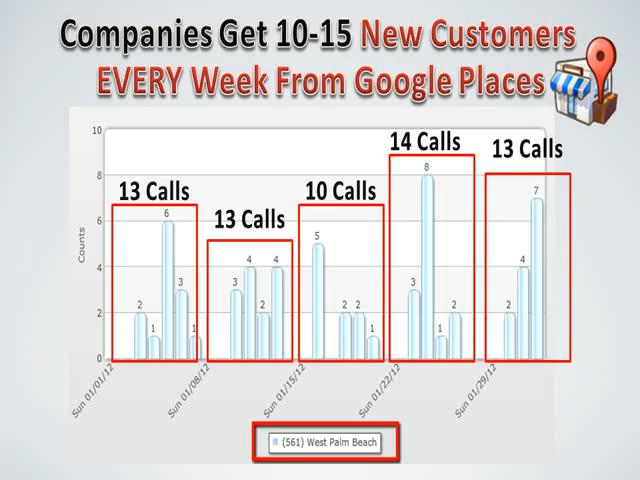 Companies Get 10-15 New Customers
EVERY Week From Google Places
14 Calls
13 Calls
13 Calls
10 Calls
13 Calls
Counts
10
8
6
4
2
0
2
1
6
3
1
3
4
2
4
5
2
2
1
3
8
1
2
2
4
7
Sun 01/01/12
Sun 01/08/12
Sun 01/15/12
Sun 01/22/12
Sun 01/29/12
(561) West Palm Beach